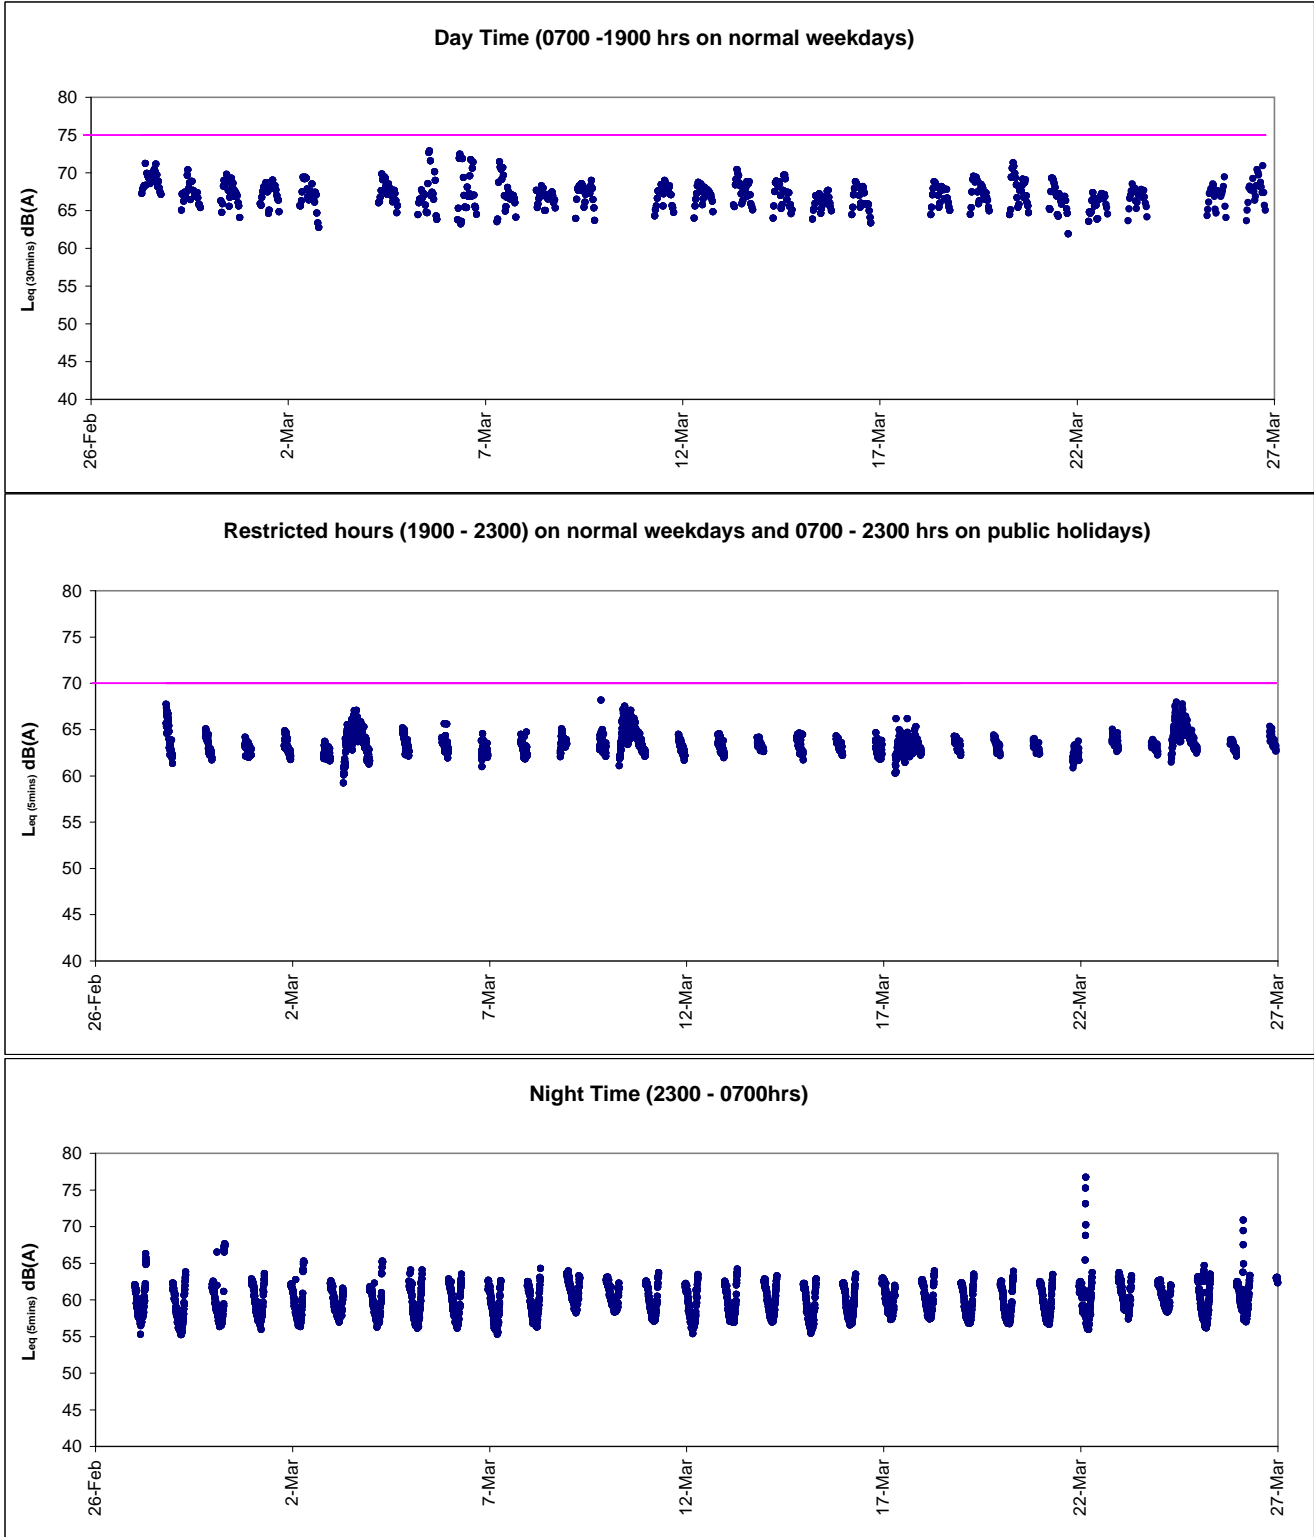 Day Time (0700 -1900 hrs on normal weekdays)
80
75
70
65
60
55
50
45
40
Leq (30mins) dB(A)
26-Feb
2-Mar
7-Mar
12-Mar
17-Mar
22-Mar
27-Mar
Restricted hours (1900 - 2300) on normal weekdays and 0700 - 2300 hrs on public holidays)
80
75
70
65
60
55
50
45
40
Leq (5mins) dB(A)
26-Feb
2-Mar
7-Mar
12-Mar
17-Mar
22-Mar
27-Mar
Night Time (2300 - 0700hrs)
80
75
70
65
60
55
50
45
40
Leq (5mins) dB(A)
26-Feb
2-Mar
7-Mar
12-Mar
17-Mar
22-Mar
27-Mar